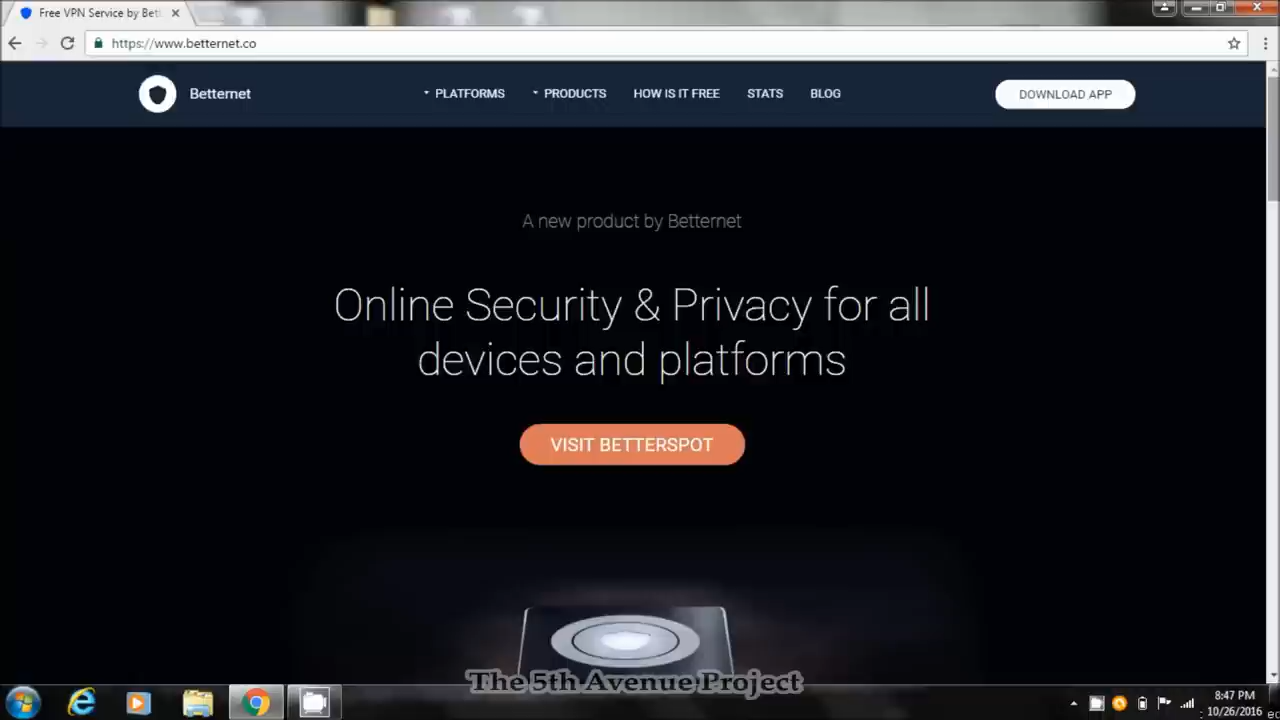 Free VPN Service by Bet
https://www.betternet.co
Betternet
PLATFORMS
PRODUCTS
HOW IS IT FREE
STATS
BLOG
DOWNLOAD APP
A new product by Betternet
Online Security & Privacy for all
devices and platforms
VISIT BETTERSPOT
The 5th Avenue Project
8:47 PM
10/26/2016